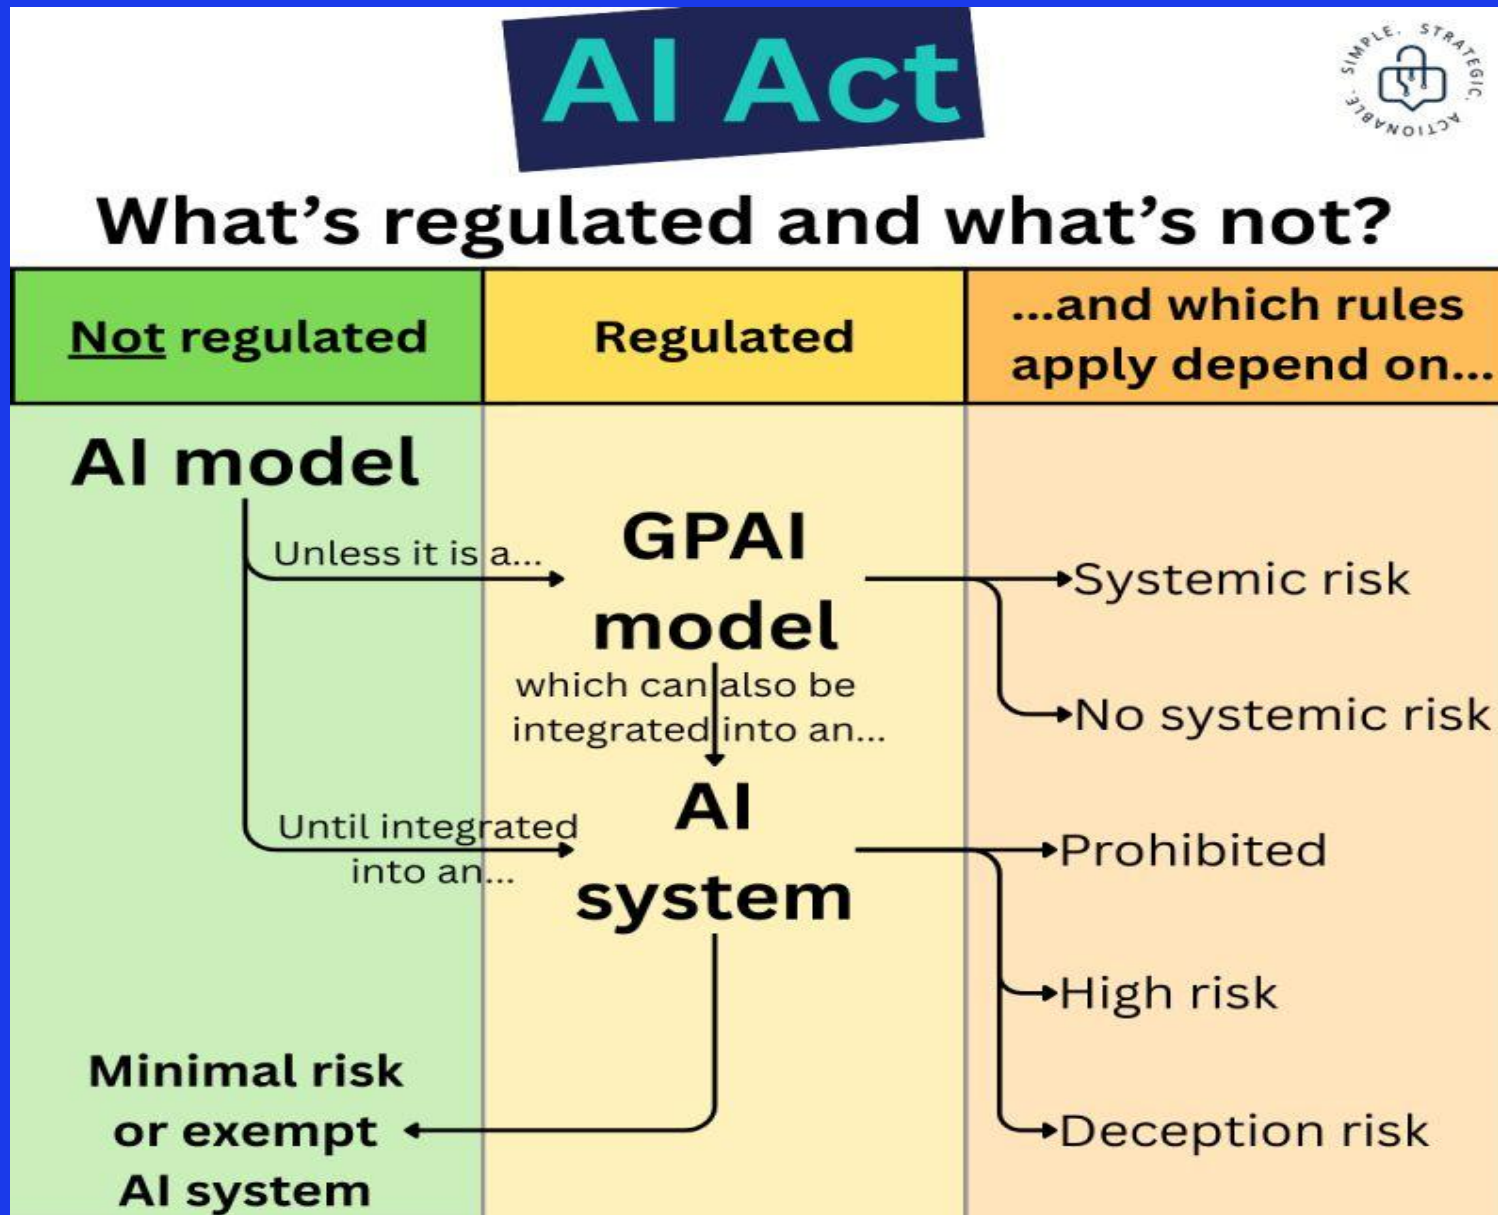 AI Act
SIMPLE. STRATEGIC. ACTIONABLE.
What's regulated and what's not?
Not regulated
Regulated
...and which rules
apply depend on...
AI model
Unless it is a...
GPAI
model
which can also be
integrated into an...
Systemic risk
No systemic risk
Until integrated
into an...
AI
system
Prohibited
High risk
Deception risk
Minimal risk
or exempt
AI system